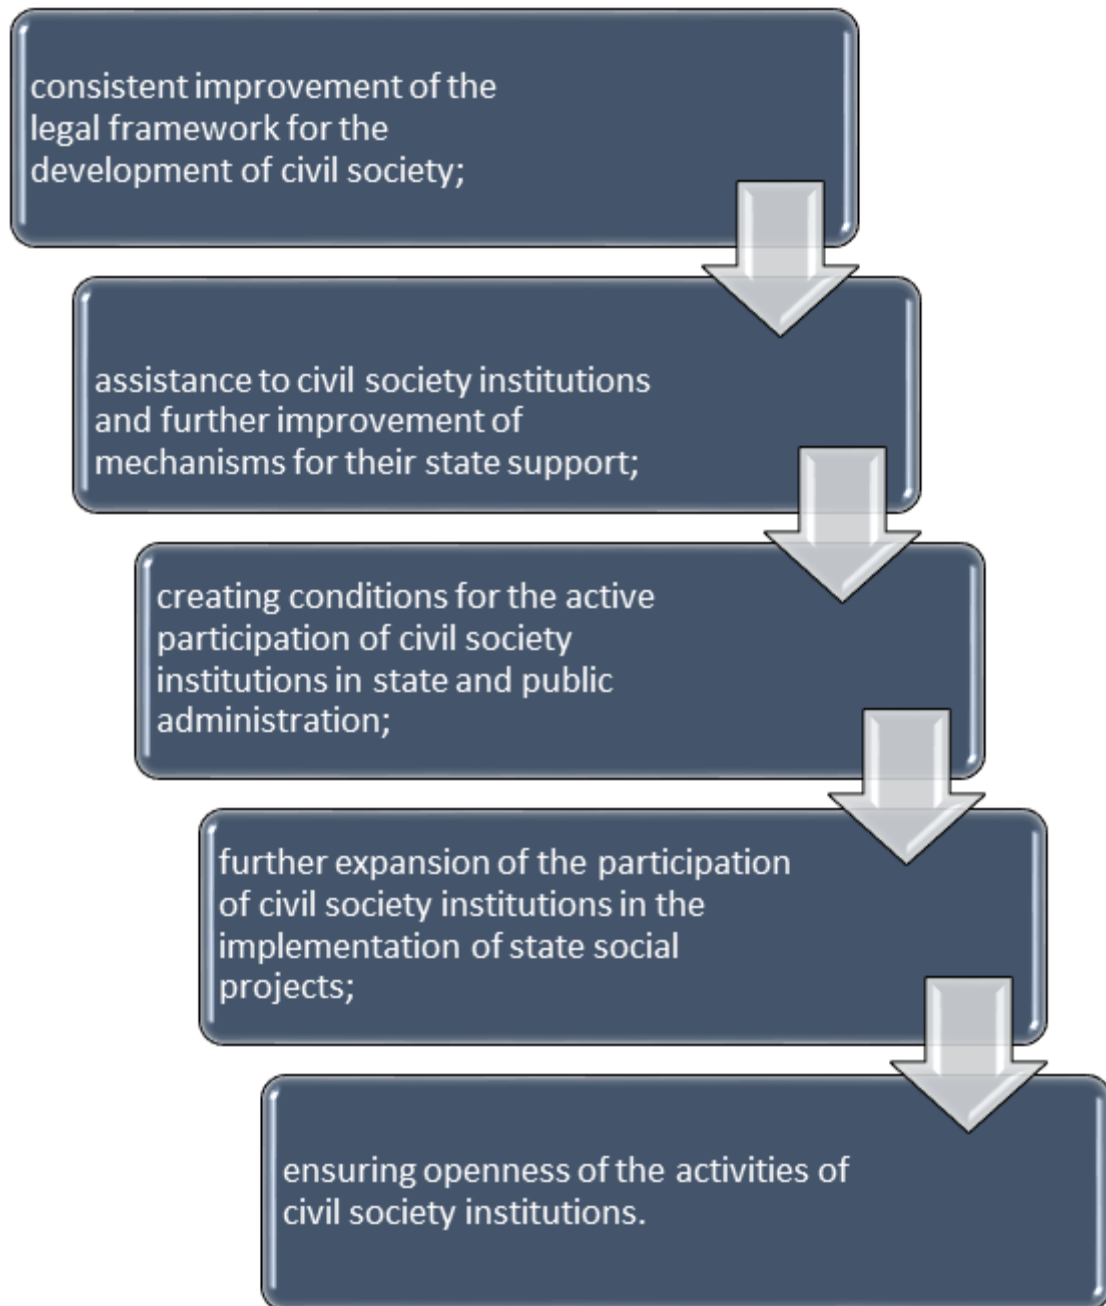 consistent improvement of the
legal framework for the
development of civil society;
assistance to civil society institutions
and further improvement of
mechanisms for their state support;
creating conditions for the active
participation of civil society
institutions in state and public
administration;
further expansion of the participation
of civil society institutions in the
implementation of state social
projects;
ensuring openness of the activities of
civil society institutions.